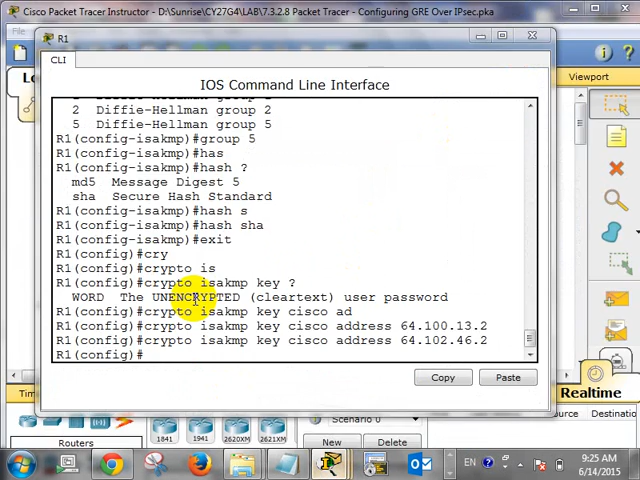 Cisco Packet Tracer Instructor - D:\Sunrise\CY27G4\LAB\7.3.2.8 Packet Tracer - Configuring GRE Over IPsec.pka
R1
CLI
Viewport
IOS Command Line Interface
2 Diffie-Hellman group 2
5 Diffie-Hellman group 5
R1(config-isakmp)#group 5
R1(config-isakmp)#has
R1(config-isakmp)#hash ?
md5 Message Digest 5
sha Secure Hash Standard
R1(config-isakmp)#hash s
R1(config-isakmp)#hash sha
R1(config-isakmp)#exit
R1(config)#cry
R1(config)#crypto is
R1(config)#crypto isakmp key ?
WORD The UNENCRYPTED (cleartext) user password
R1(config)#crypto isakmp key cisco ad
R1(config)#crypto isakmp key cisco address 64.100.13.2
R1(config)#crypto isakmp key cisco address 64.102.46.2
R1(config)#
Copy
Paste
Realtime
Scenario 0
Routers
1841
1941
2620XM
2621XM
New
Delete
EN
9:25 AM
6/14/2015